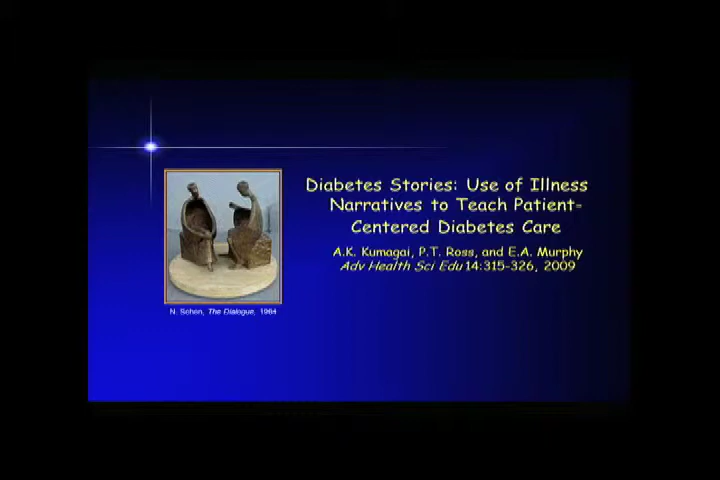 Diabetes Stories: Use of Illness
Narratives to Teach Patient-
Centered Diabetes Care
A.K. Kumagai, P.T. Ross, and E.A. Murphy
Adv Health Sci Edu 14:315-326, 2009
N. Schon, The Dialogue, 1964